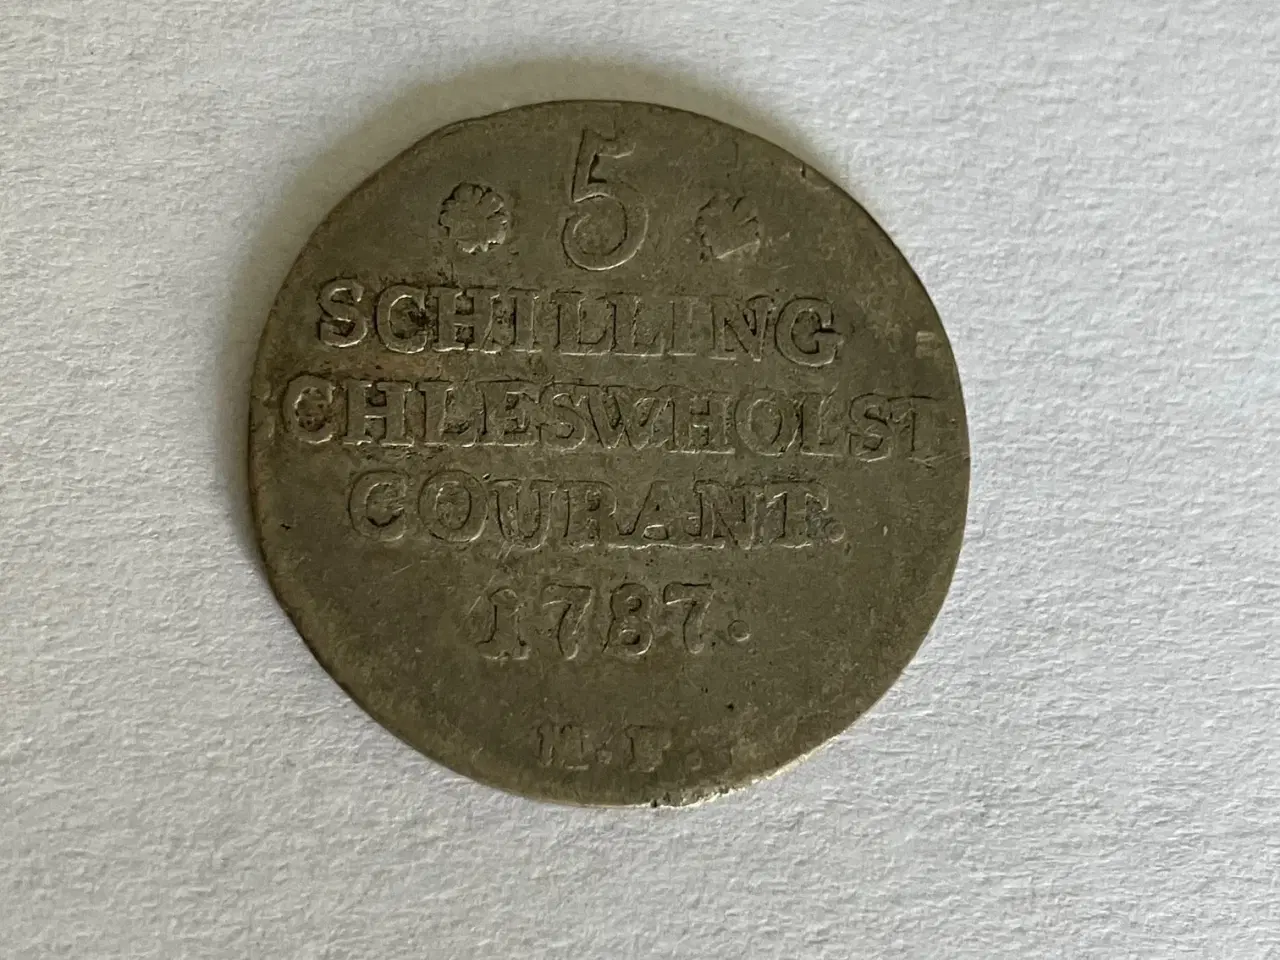 5
SCHILLING
CHLESWHOLST
COURANT.
1787.